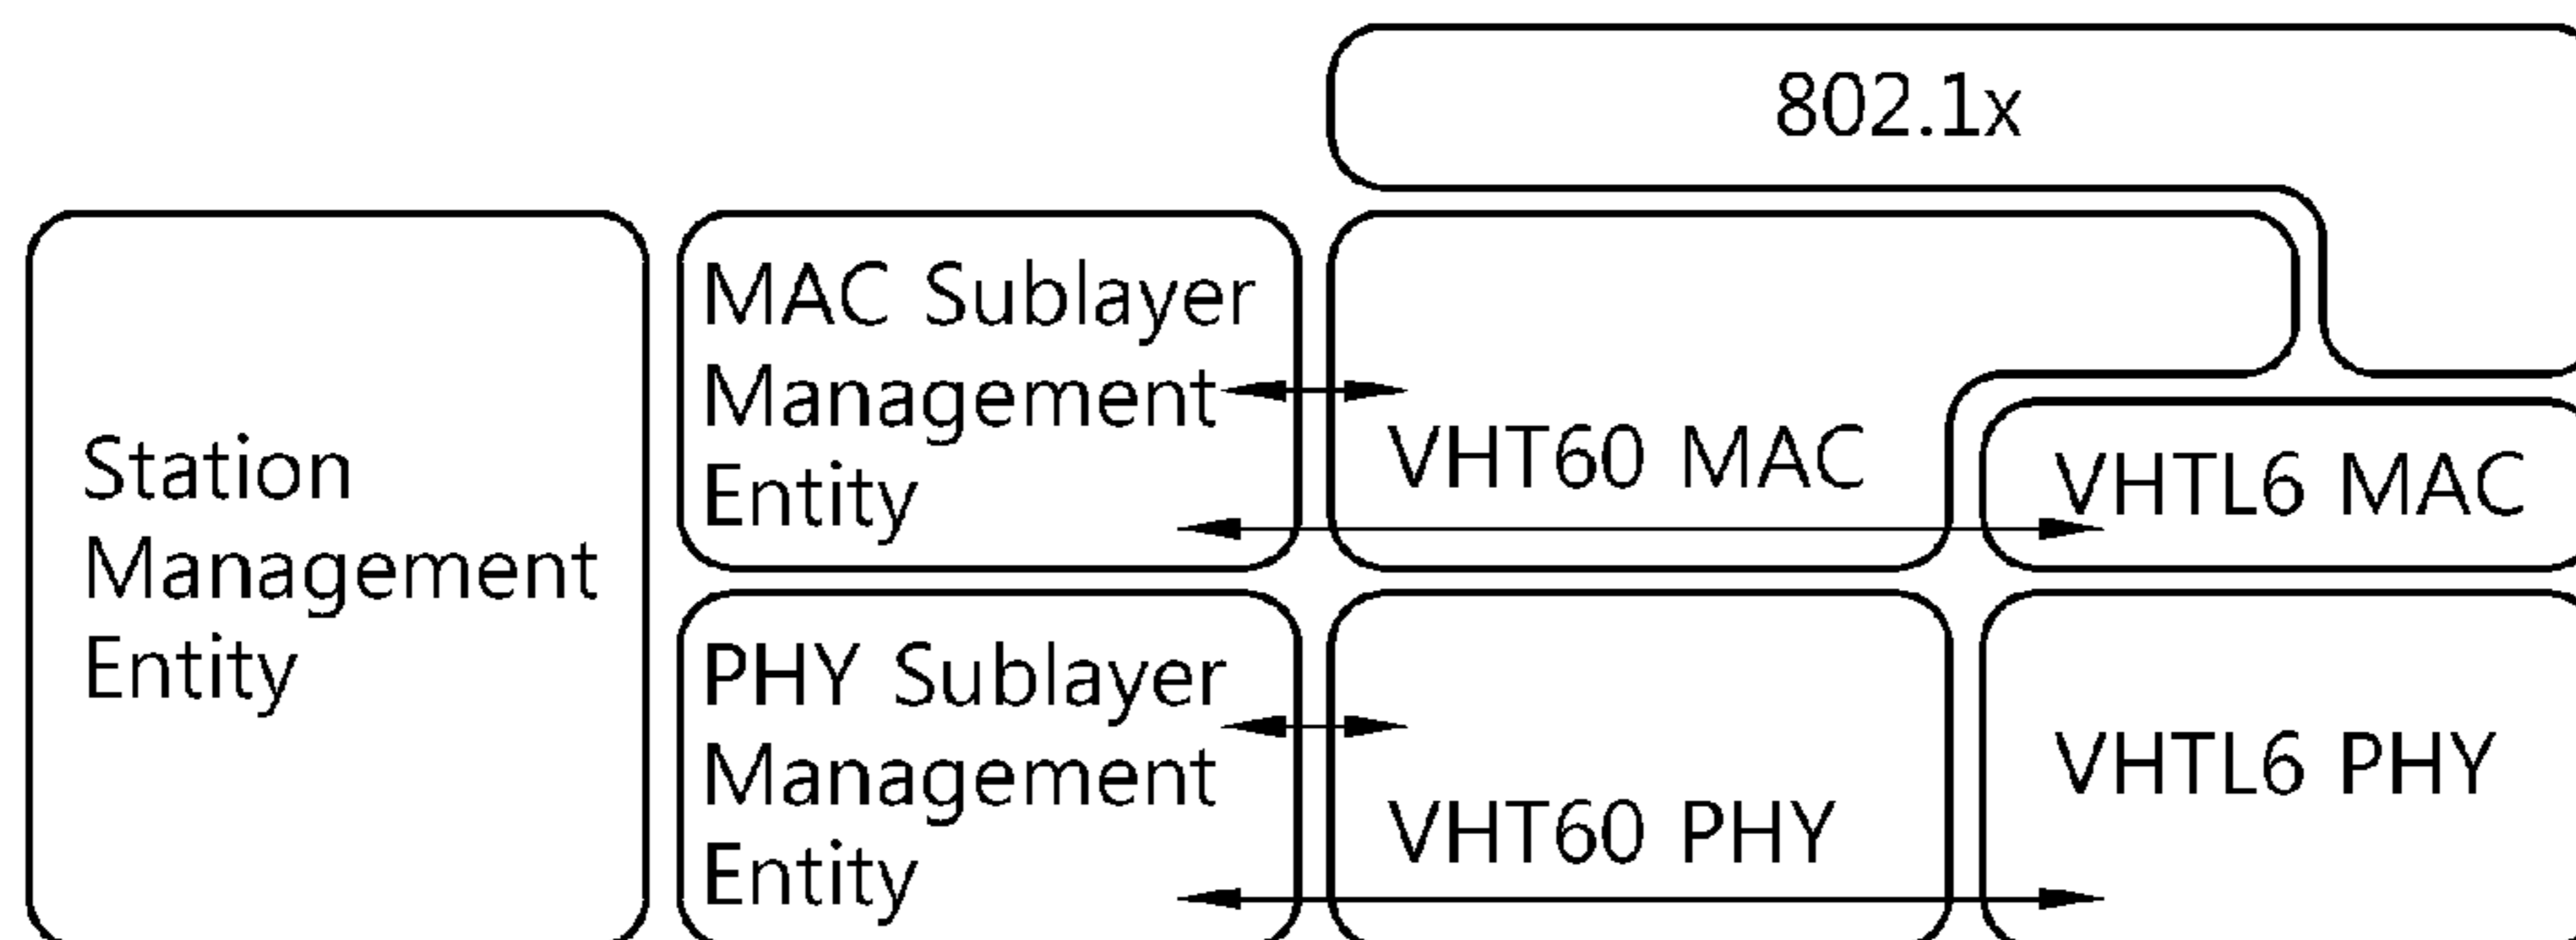 802.1x
Station
Management
Entity
MAC Sublayer
Management
Entity
VHT60 MAC
VHTL6 MAC
PHY Sublayer
Management
Entity
VHT60 PHY
VHTL6 PHY